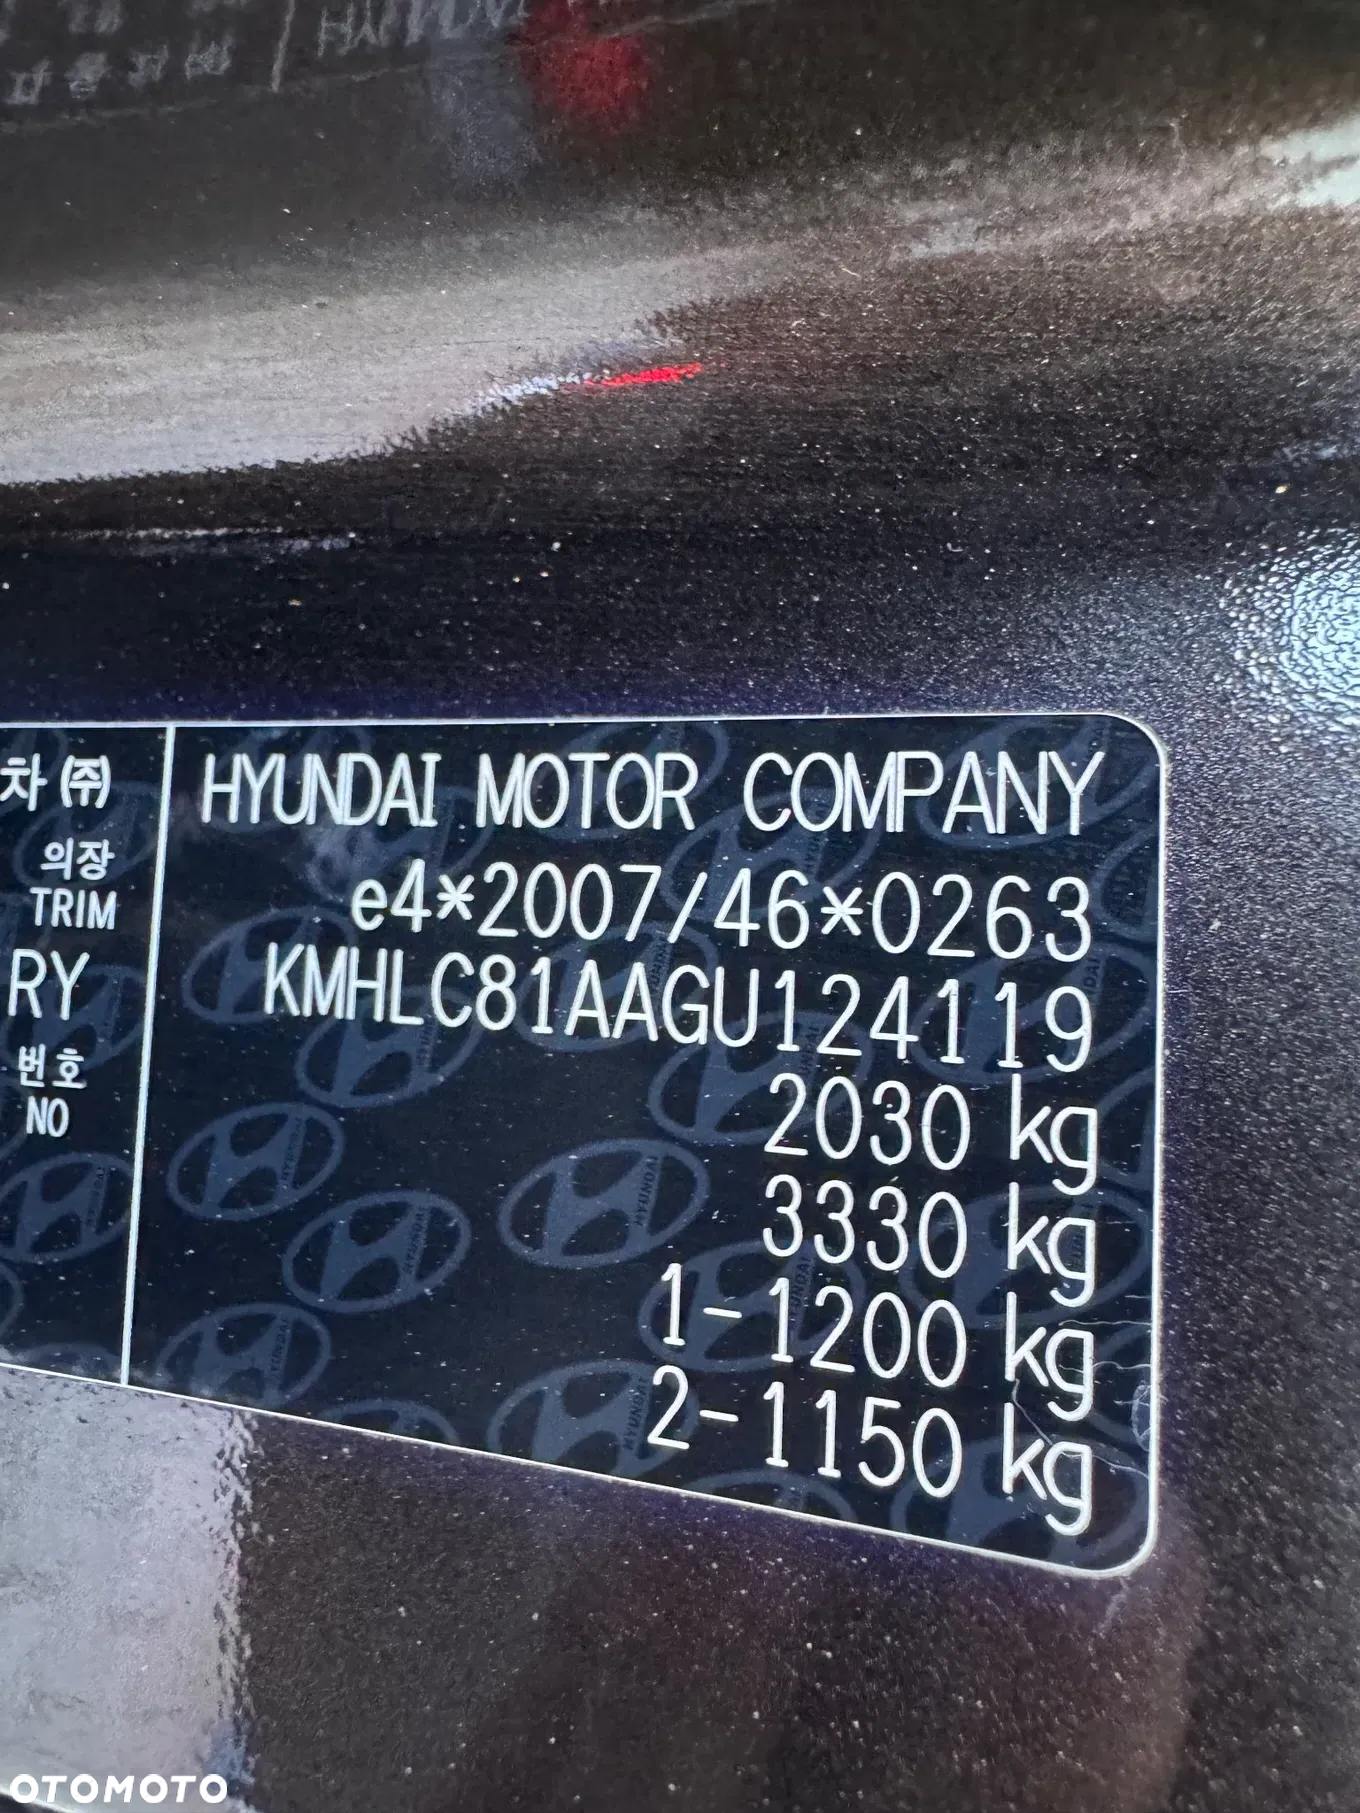 차 ㈜
의장
TRIM
RY
번호
NO
HYUNDAI MOTOR COMPANY
e4*2007/46*0263
KMHLC81AAGU124119
2030 kg
3330 kg
1-1200 kg
2-1150 kg
OTOMOTO